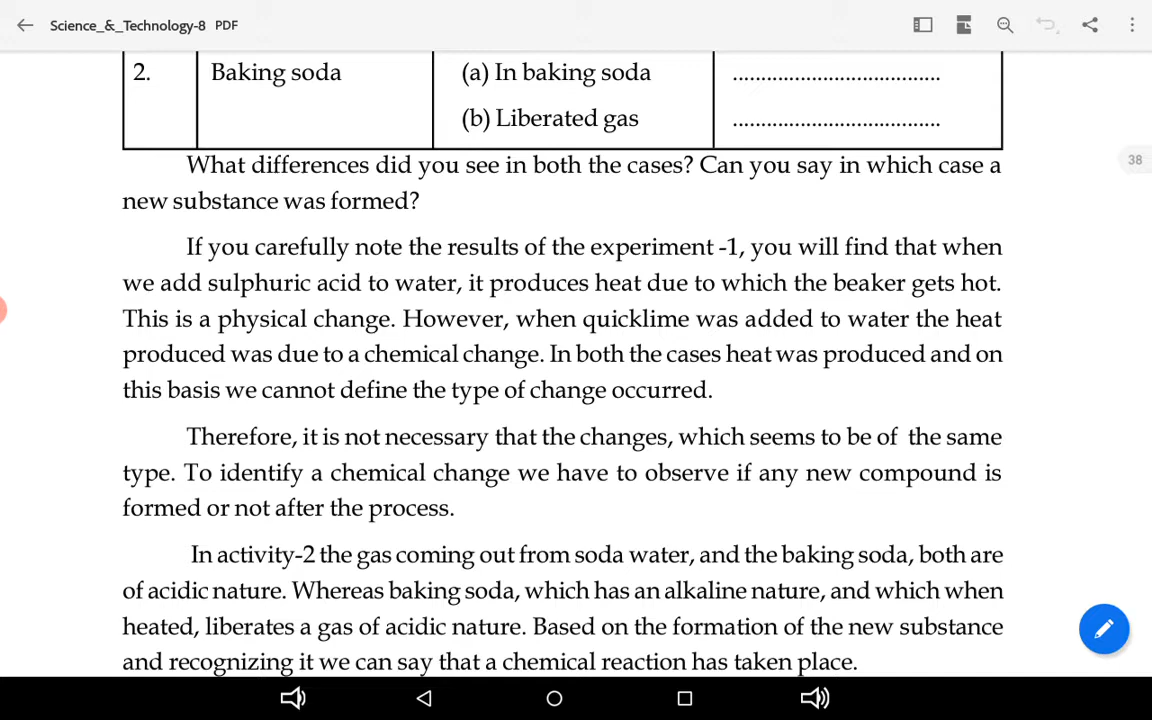 Science_&_Technology-8 PDF
2. Baking soda (a) In baking soda ....................................
(b) Liberated gas ....................................
38
What differences did you see in both the cases? Can you say in which case a
new substance was formed?
If you carefully note the results of the experiment -1, you will find that when
we add sulphuric acid to water, it produces heat due to which the beaker gets hot.
This is a physical change. However, when quicklime was added to water the heat
produced was due to a chemical change. In both the cases heat was produced and on
this basis we cannot define the type of change occurred.
Therefore, it is not necessary that the changes, which seems to be of the same
type. To identify a chemical change we have to observe if any new compound is
formed or not after the process.
In activity-2 the gas coming out from soda water, and the baking soda, both are
of acidic nature. Whereas baking soda, which has an alkaline nature, and which when
heated, liberates a gas of acidic nature. Based on the formation of the new substance
and recognizing it we can say that a chemical reaction has taken place.